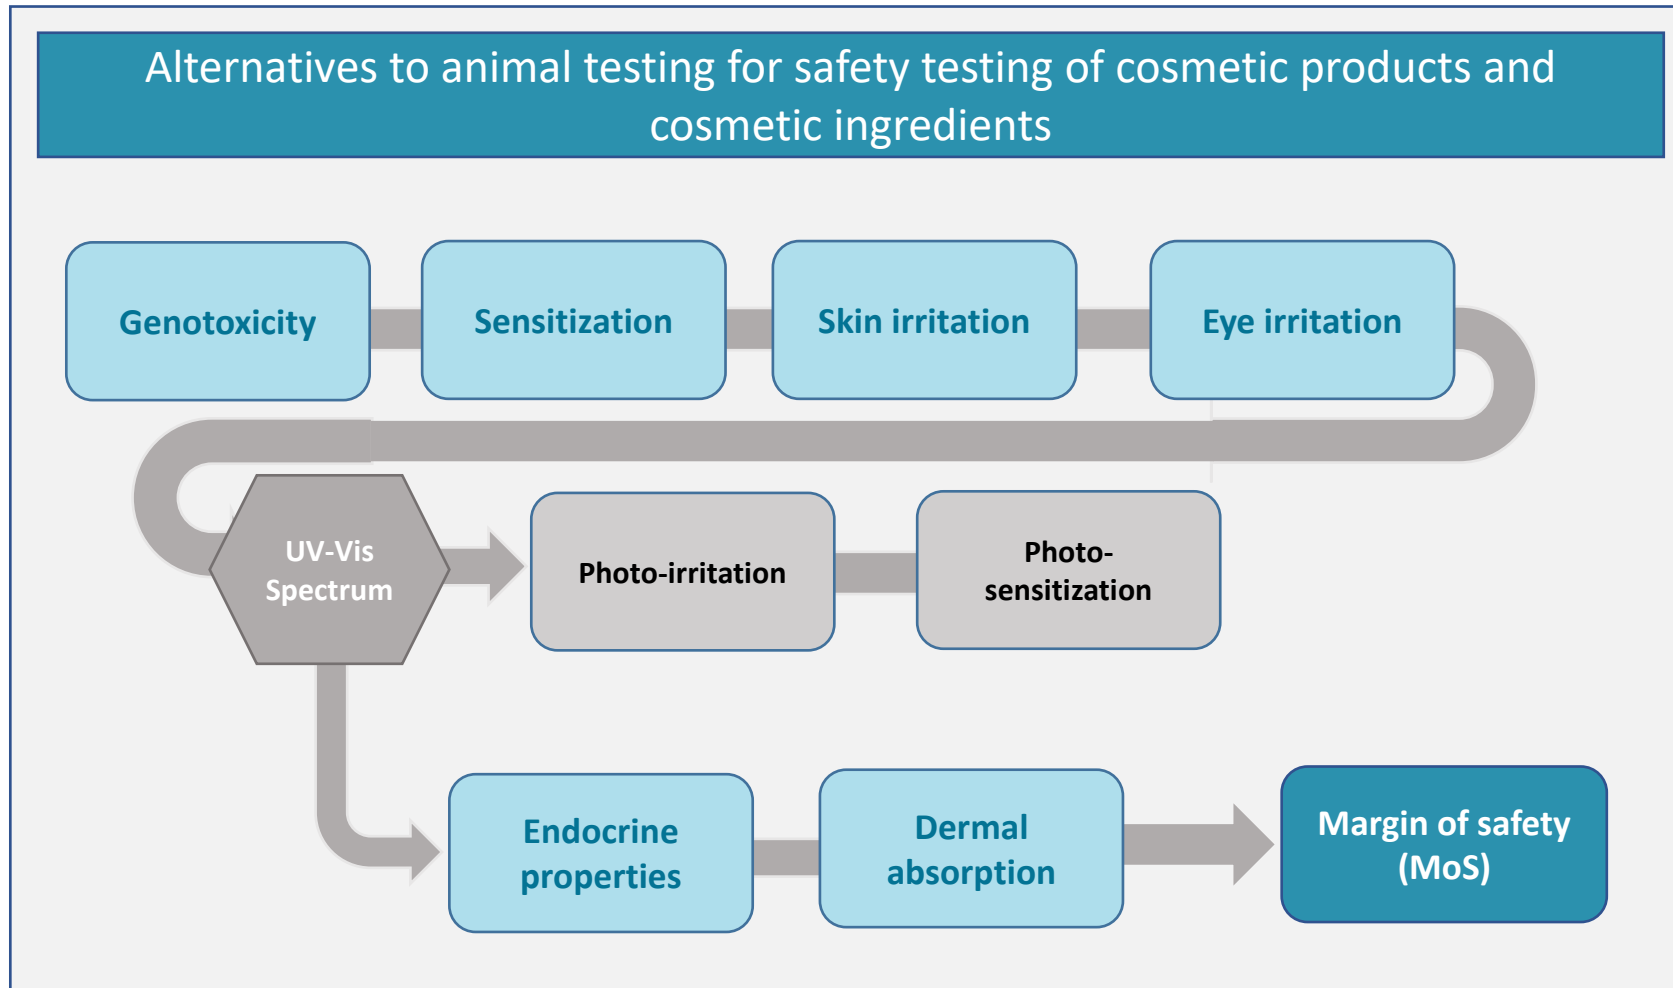 Alternatives to animal testing for safety testing of cosmetic products and
cosmetic ingredients
Genotoxicity
Sensitization
Skin irritation
Eye irritation
UV-Vis
Spectrum
Photo-irritation
Photo-
sensitization
Endocrine
properties
Dermal
absorption
Margin of safety
(MoS)